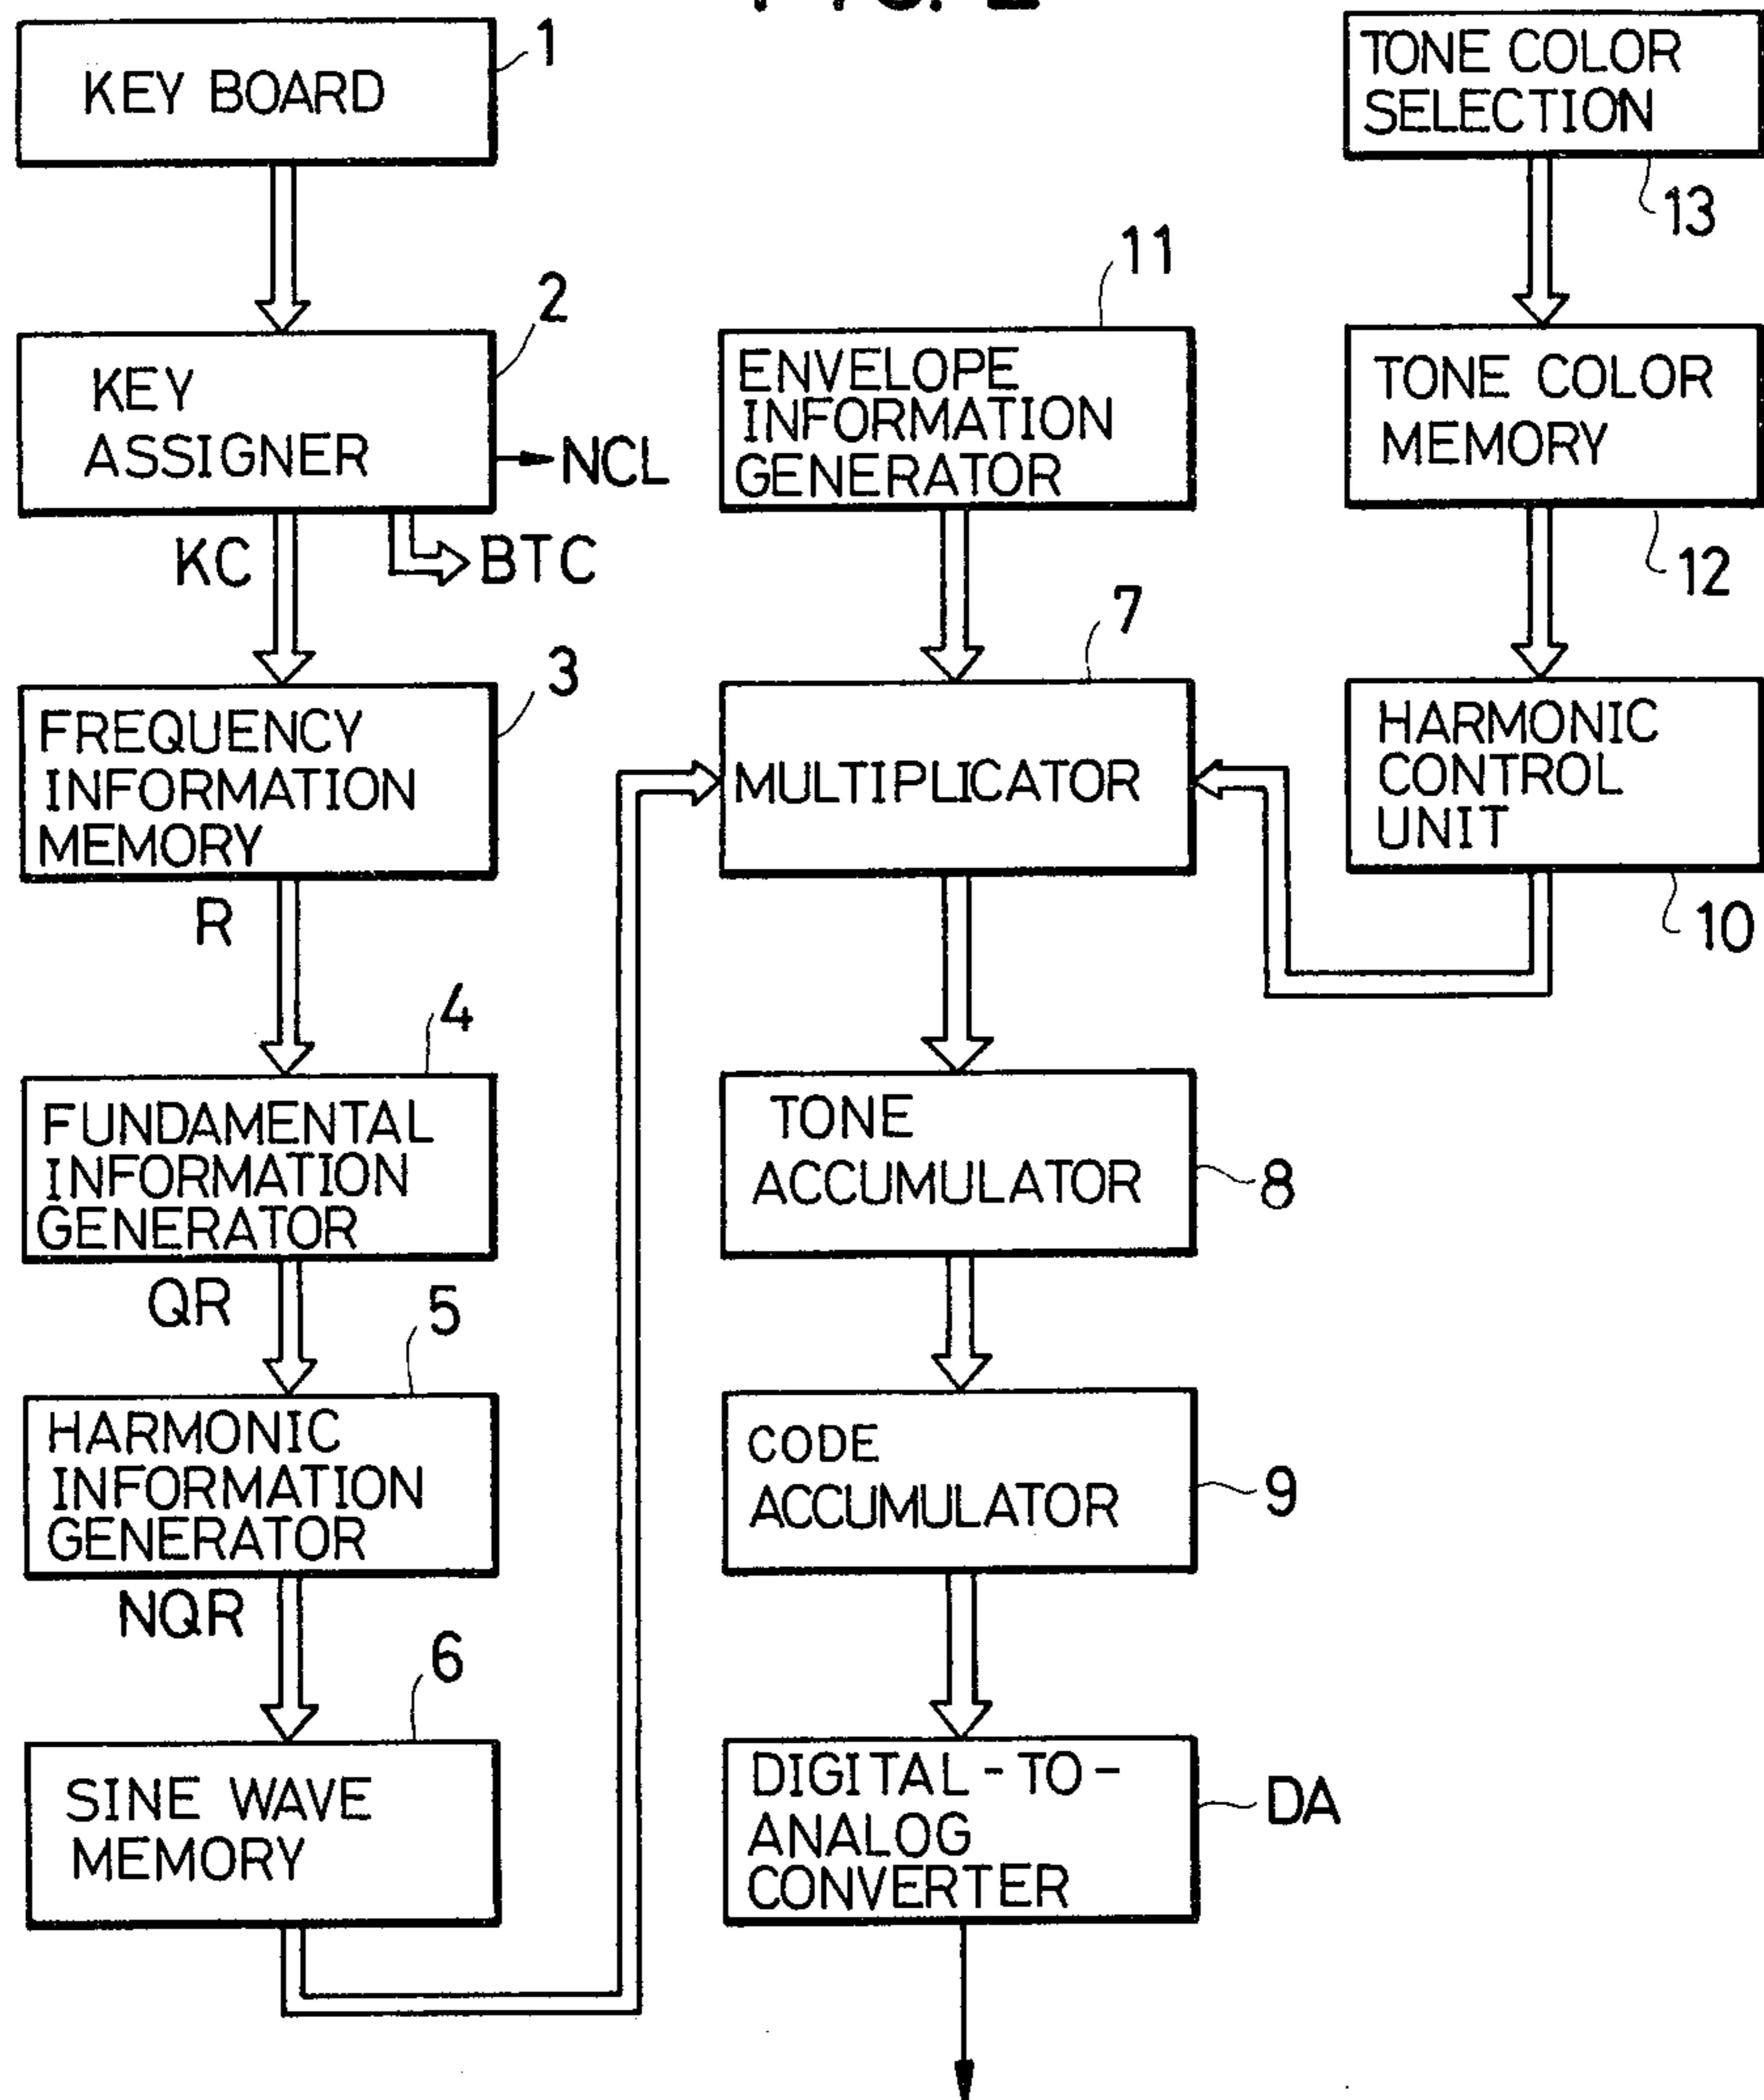 FIG. 2
KEY BOARD
1
KEY
ASSIGNER
2
NCL
KC
BTC
FREQUENCY
INFORMATION
MEMORY
3
R
FUNDAMENTAL
INFORMATION
GENERATOR
4
QR
HARMONIC
INFORMATION
GENERATOR
5
NQR
SINE WAVE
MEMORY
6
ENVELOPE
INFORMATION
GENERATOR
11
MULTIPLICATOR
7
TONE
ACCUMULATOR
8
CODE
ACCUMULATOR
9
DIGITAL-TO-
ANALOG
CONVERTER
DA
TONE COLOR
SELECTION
13
TONE COLOR
MEMORY
12
HARMONIC
CONTROL
UNIT
10